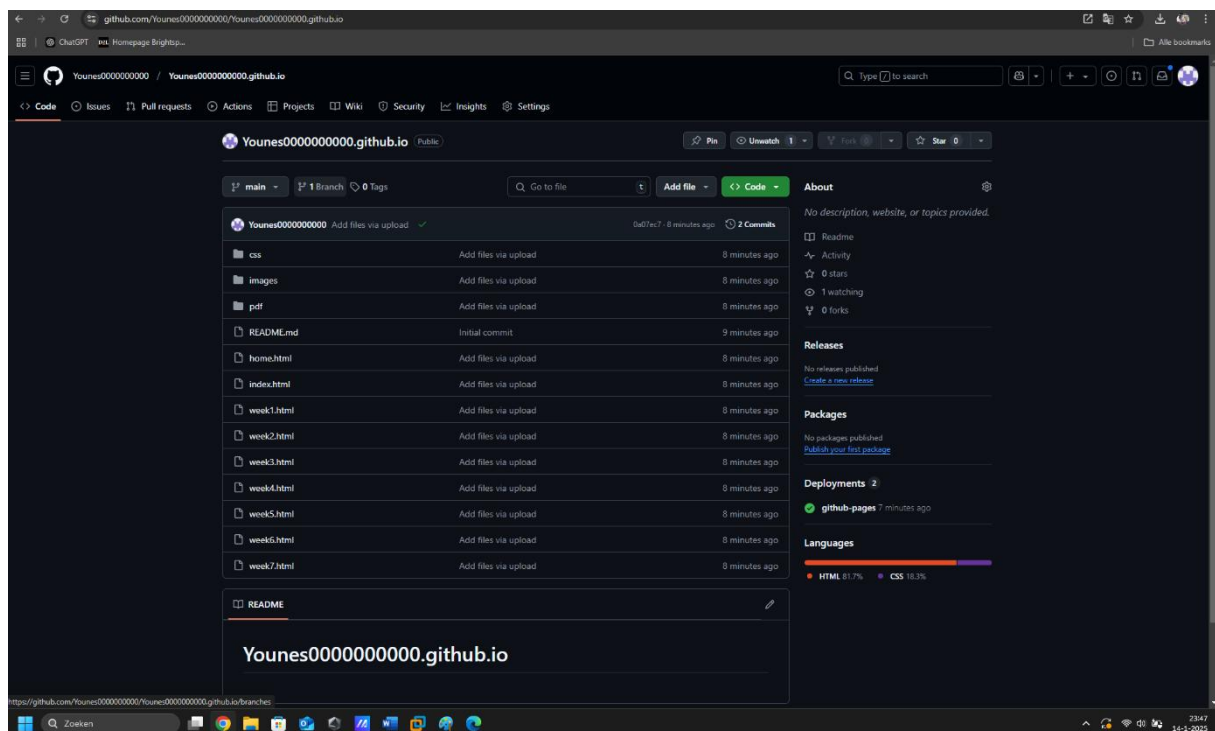 github.com/Younes0000000000/Younes0000000000.github.io
ChatGPT
Homepage Brightsp...
Alle bookmarks
Younes0000000000 / Younes0000000000.github.io
Type / to search
Code Issues Pull requests Actions Projects Wiki Security Insights Settings
Younes0000000000.github.io Public
Pin Unwatch 1 Fork 0 Star 0
main 1 Branch 0 Tags Go to file t Add file Code
Younes0000000000 Add files via upload 0a07ec7 · 8 minutes ago 2 Commits
css Add files via upload 8 minutes ago
images Add files via upload 8 minutes ago
pdf Add files via upload 8 minutes ago
README.md Initial commit 9 minutes ago
home.html Add files via upload 8 minutes ago
index.html Add files via upload 8 minutes ago
week1.html Add files via upload 8 minutes ago
week2.html Add files via upload 8 minutes ago
week3.html Add files via upload 8 minutes ago
week4.html Add files via upload 8 minutes ago
week5.html Add files via upload 8 minutes ago
week6.html Add files via upload 8 minutes ago
week7.html Add files via upload 8 minutes ago
README
Younes0000000000.github.io
About
No description, website, or topics provided.
Readme
Activity
0 stars
1 watching
0 forks
Releases
No releases published
Create a new release
Packages
No packages published
Publish your first package
Deployments 2
github-pages 7 minutes ago
Languages
HTML 81.7% CSS 18.3%
https://github.com/Younes0000000000/Younes0000000000.github.io/branches
Zoeken
23:47
14-1-2025